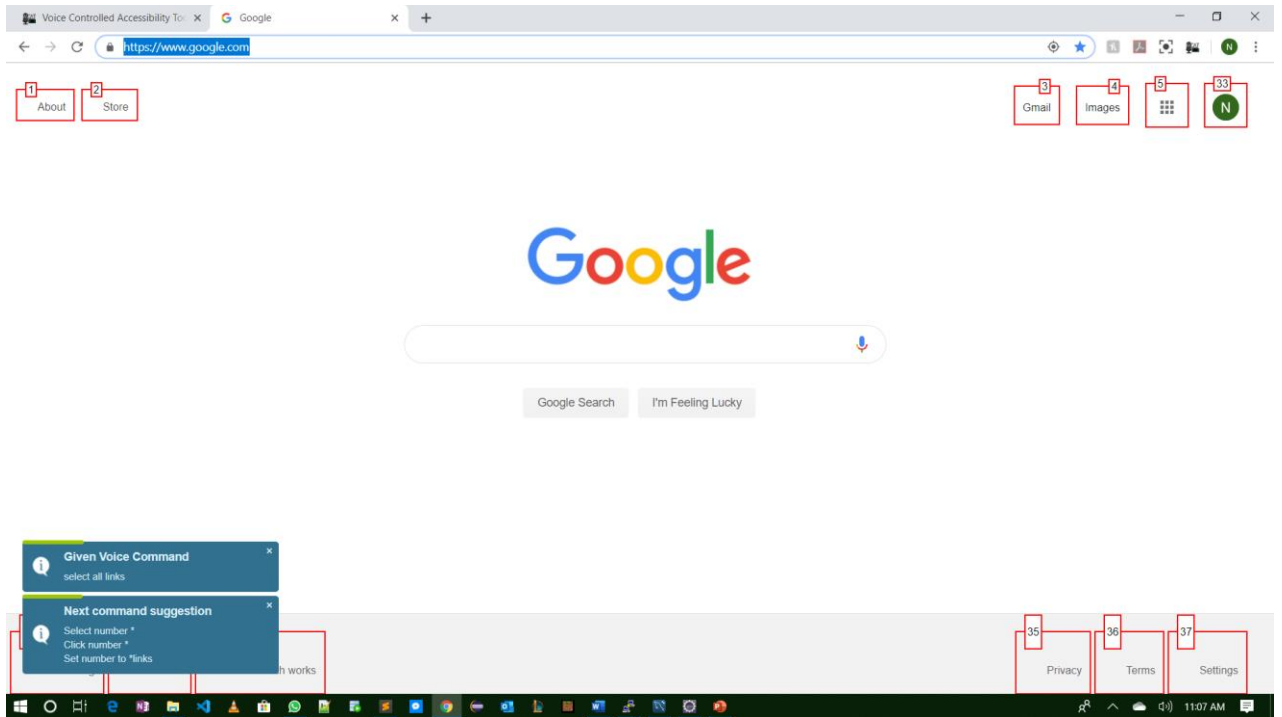 Voice Controlled Accessibility To
Google
https://www.google.com
N
1
2
3
4
5
33
About
Store
Gmail
Images
N
Google
Google Search
I'm Feeling Lucky
Given Voice Command
select all links
Next command suggestion
Select number *
Click number *
Set number to *links
h works
35
36
37
Privacy
Terms
Settings
11:07 AM